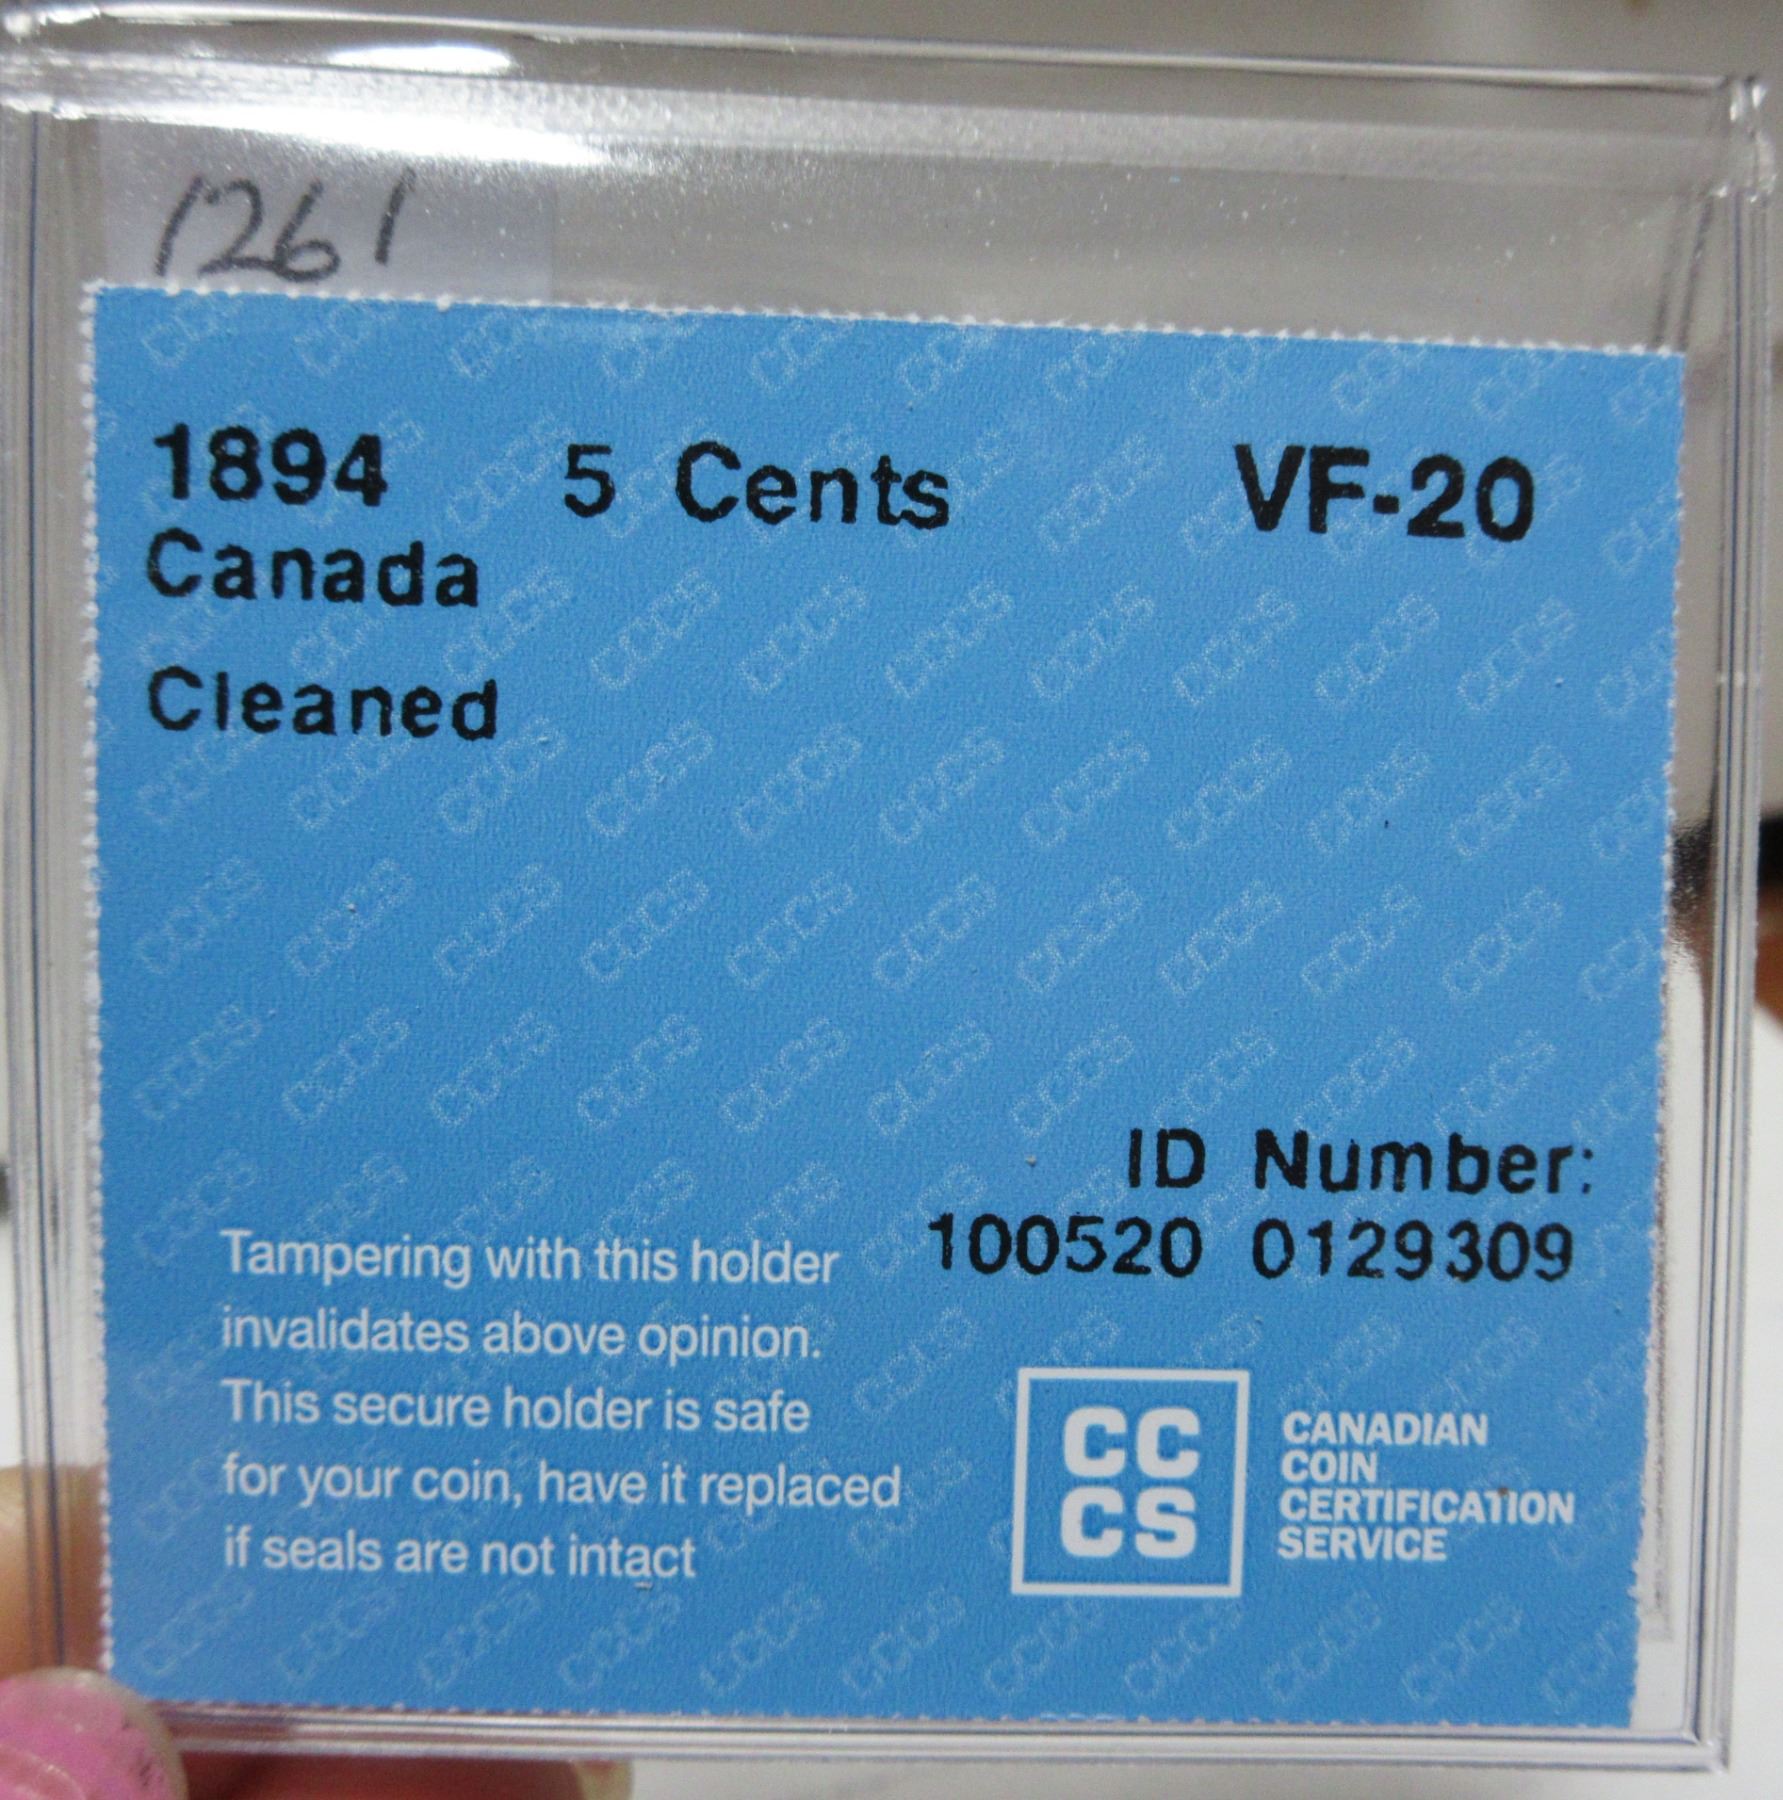 1261
1894 5 Cents VF-20
Canada
Cleaned
ID Number:
100520 0129309
Tampering with this holder
invalidates above opinion.
This secure holder is safe
for your coin, have it replaced
if seals are not intact
CC
CS
CANADIAN
COIN
CERTIFICATION
SERVICE